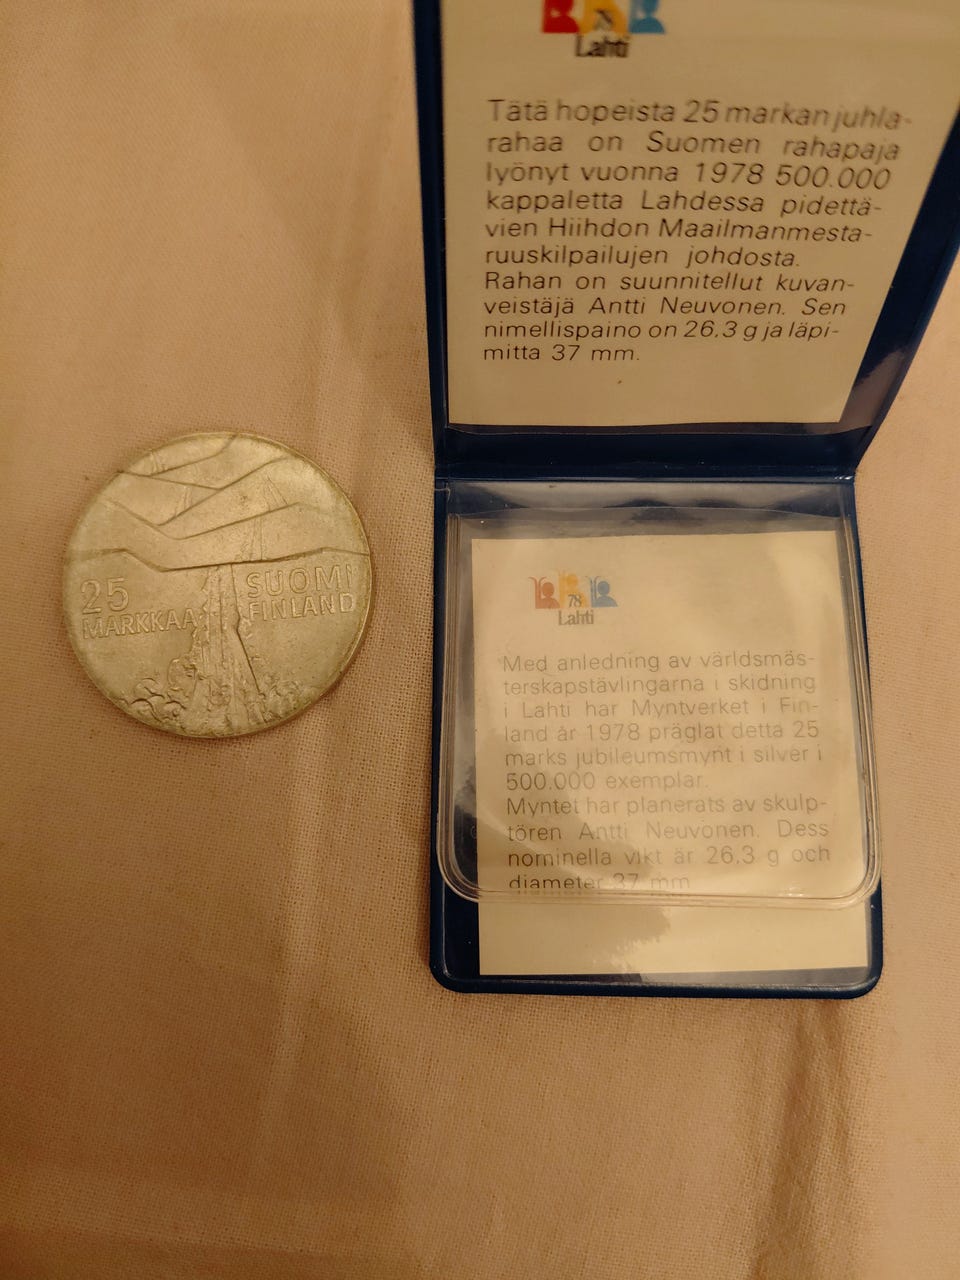 25
MARKKAA
SUOMI
FINLAND
78
Lahti
Tätä hopeista 25 markan juhla-
rahaa on Suomen rahapaja
lyönyt vuonna 1978 500.000
kappaletta Lahdessa pidettä-
vien Hiihdon Maailmanmesta-
ruuskilpailujen johdosta.
Rahan on suunnitellut kuvan-
veistäjä Antti Neuvonen. Sen
nimellispaino on 26,3 g ja läpi-
mitta 37 mm.
78
Lahti
Med anledning av världsmäs-
terskapstävlingarna i skidning
i Lahti har Myntverket i Fin-
land år 1978 präglat detta 25
marks jubileumsmynt i silver i
500.000 exemplar.
Myntet har planerats av skulp-
tören Antti Neuvonen. Dess
nominella vikt är 26,3 g och
diameter 37 mm